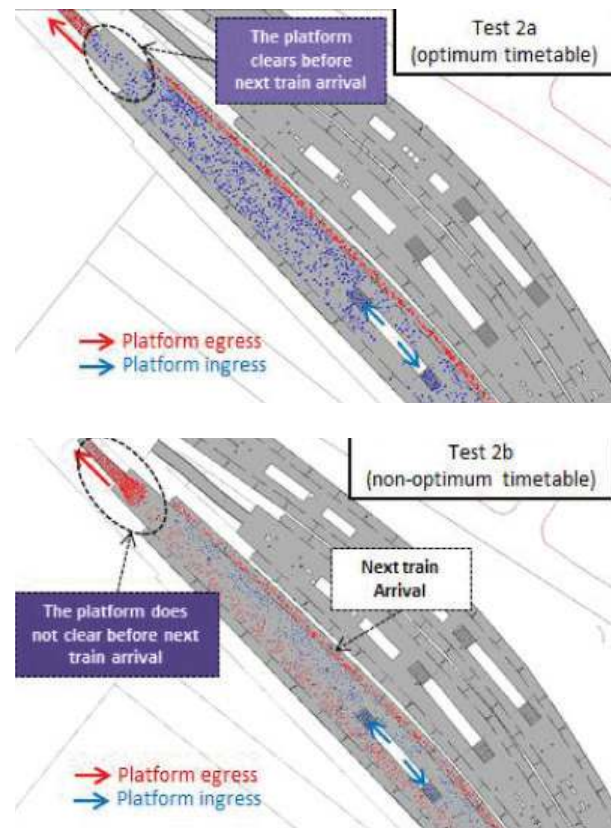 The platform
clears before
next train arrival
Test 2a
(optimum timetable)
Platform egress
Platform ingress
Test 2b
(non-optimum timetable)
Next train
Arrival
The platform does
not clear before next
train arrival
Platform egress
Platform ingress